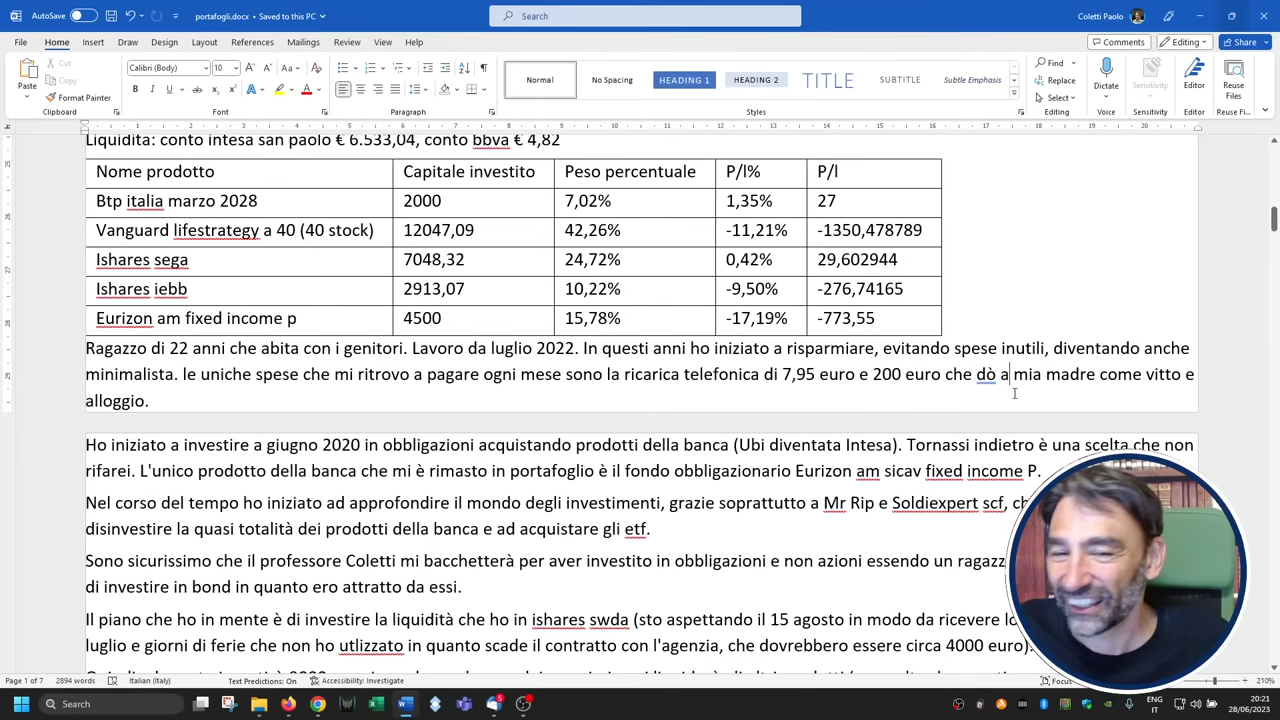 AutoSave Off portafogli.docx • Saved to this PC Search Coletti Paolo
File Home Insert Draw Design Layout References Mailings Review View Help Comments Editing Share
Paste Cut Copy Format Painter Calibri (Body) 10 Normal No Spacing HEADING 1 HEADING 2 TITLE SUBTITLE Subtle Emphasis Find Replace Select Dictate Sensitivity Editor Reuse Files
Clipboard Font Paragraph Styles Editing Voice Sensitivity Editor Reuse Fi...
Liquidita: conto intesa san paolo € 6.533,04, conto bbva € 4,82
Nome prodotto Capitale investito Peso percentuale P/l% P/l
Btp italia marzo 2028 2000 7,02% 1,35% 27
Vanguard lifestrategy a 40 (40 stock) 12047,09 42,26% -11,21% -1350,478789
Ishares sega 7048,32 24,72% 0,42% 29,602944
Ishares iebb 2913,07 10,22% -9,50% -276,74165
Eurizon am fixed income p 4500 15,78% -17,19% -773,55
Ragazzo di 22 anni che abita con i genitori. Lavoro da luglio 2022. In questi anni ho iniziato a risparmiare, evitando spese inutili, diventando anche
minimalista. le uniche spese che mi ritrovo a pagare ogni mese sono la ricarica telefonica di 7,95 euro e 200 euro che dò a mia madre come vitto e
alloggio.
Ho iniziato a investire a giugno 2020 in obbligazioni acquistando prodotti della banca (Ubi diventata Intesa). Tornassi indietro è una scelta che non
rifarei. L'unico prodotto della banca che mi è rimasto in portafoglio è il fondo obbligazionario Eurizon am sicav fixed income P.
Nel corso del tempo ho iniziato ad approfondire il mondo degli investimenti, grazie soprattutto a Mr Rip e Soldiexpert scf,
disinvestire la quasi totalità dei prodotti della banca e ad acquistare gli etf.
Sono sicurissimo che il professore Coletti mi bacchetterà per aver investito in obbligazioni e non azioni essendo un
di investire in bond in quanto ero attratto da essi.
Il piano che ho in mente è di investire la liquidità che ho in ishares swda (sto aspettando il 15 agosto in modo da ricevere
luglio e giorni di ferie che non ho utlizzato in quanto scade il contratto con l'agenzia, che dovrebbero essere circa 4000 euro).
Page 1 of 7 2894 words Italian (Italy) Text Predictions: On Accessibility: Investigate Focus 210%
Search ENG IT 20:21 28/06/2023